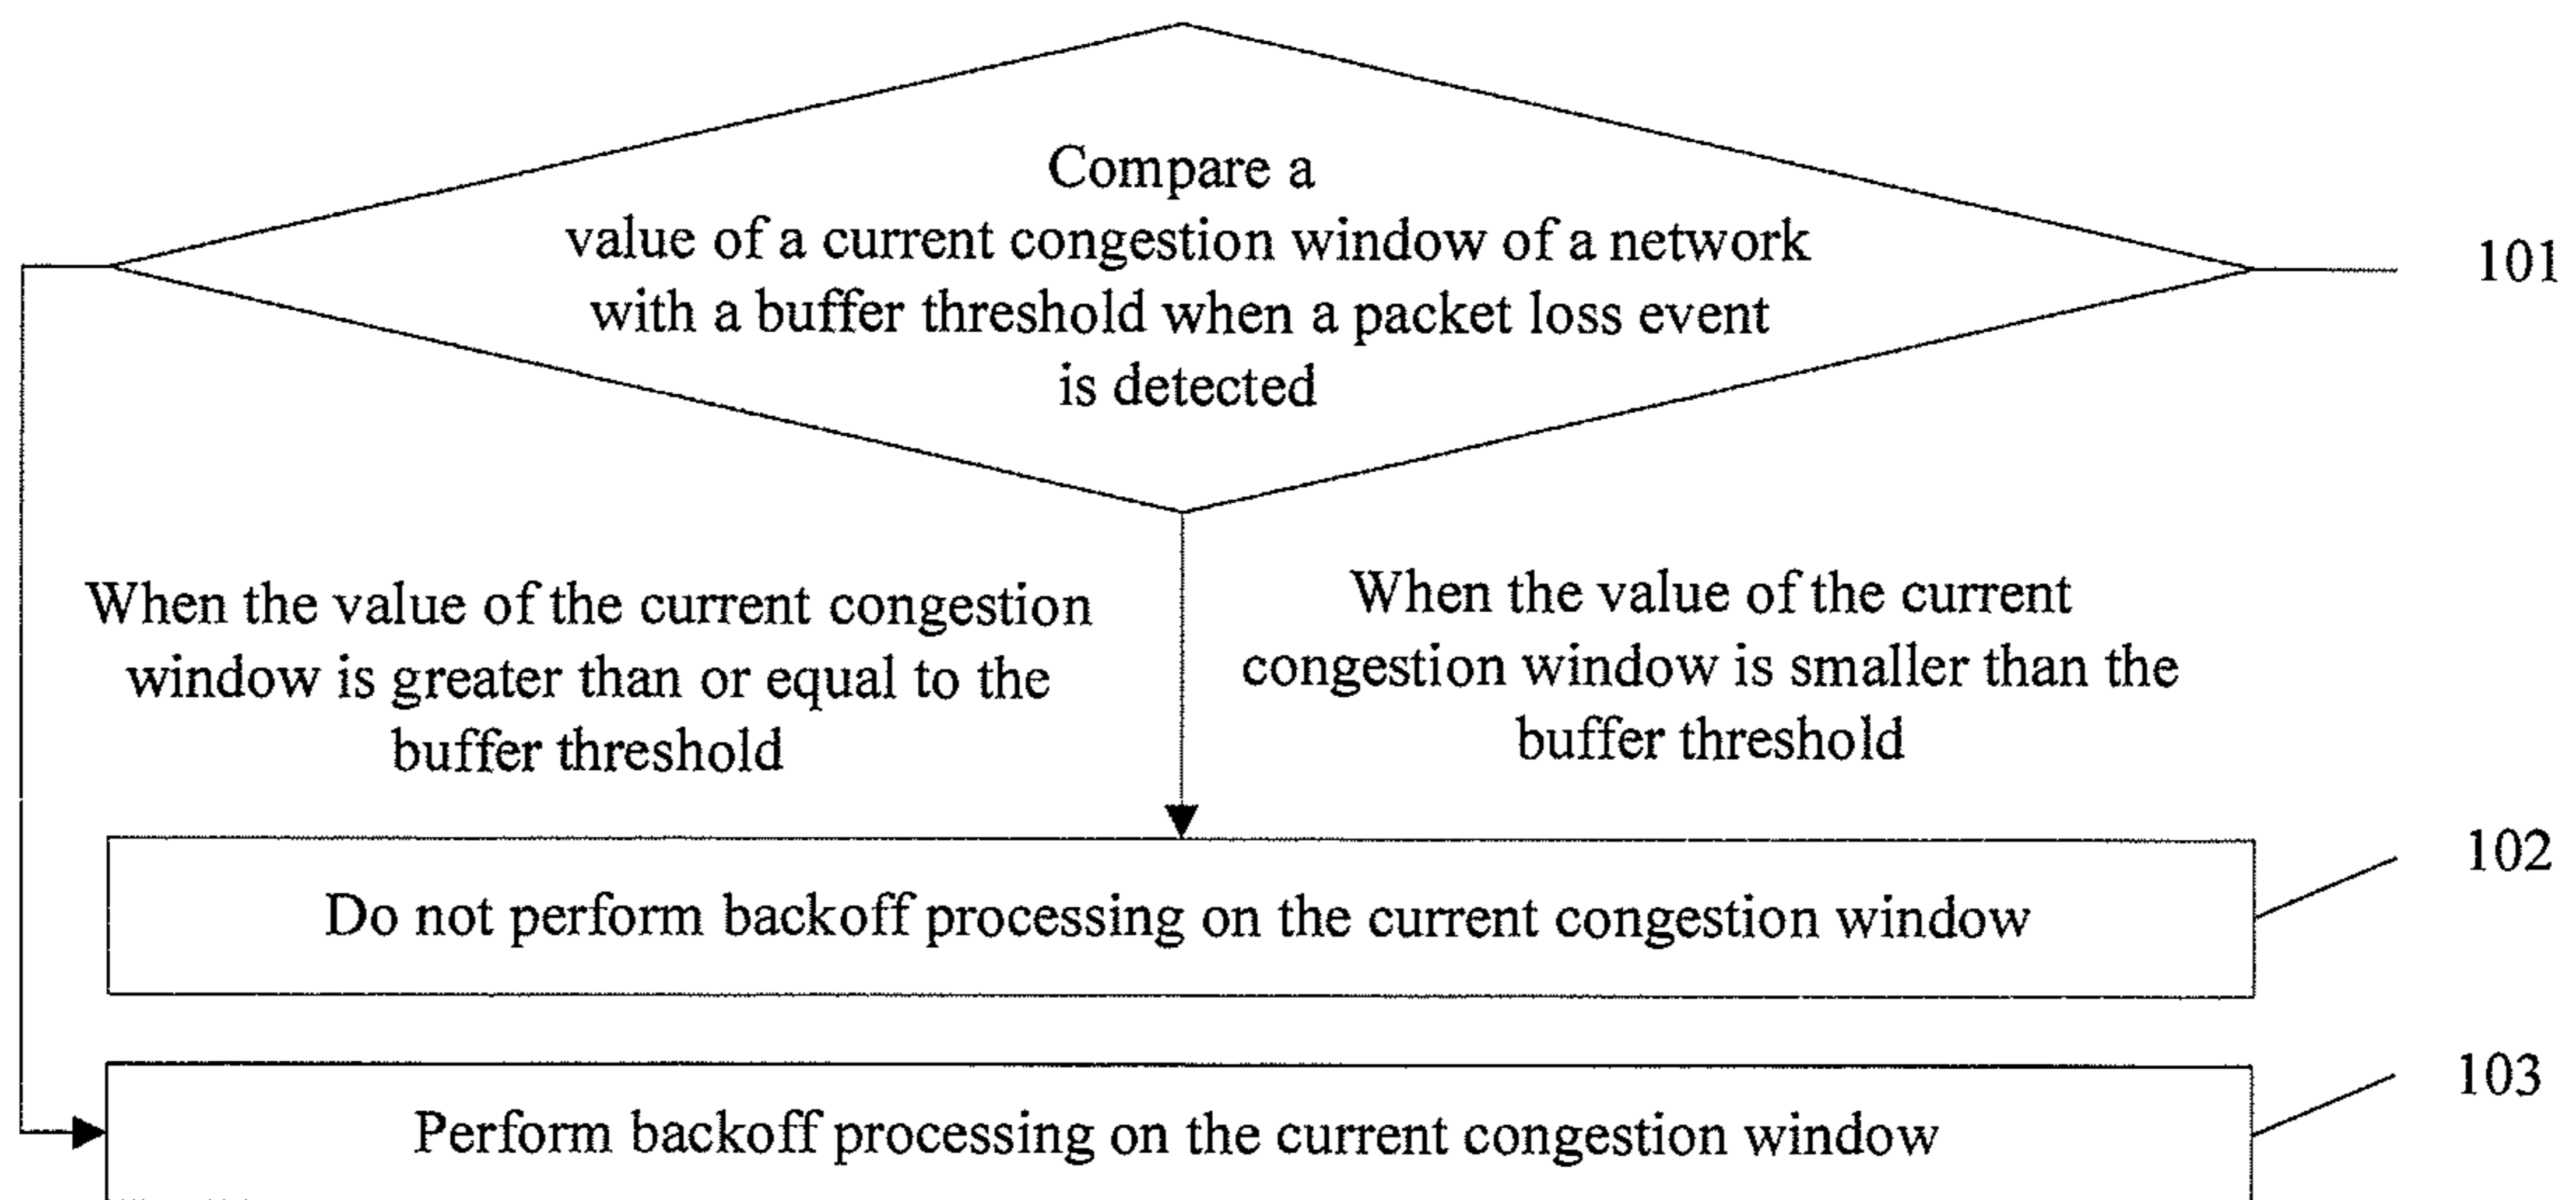 Compare a
value of a current congestion window of a network
with a buffer threshold when a packet loss event
is detected
101
When the value of the current congestion
window is greater than or equal to the
buffer threshold
When the value of the current
congestion window is smaller than the
buffer threshold
102
Do not perform backoff processing on the current congestion window
103
Perform backoff processing on the current congestion window